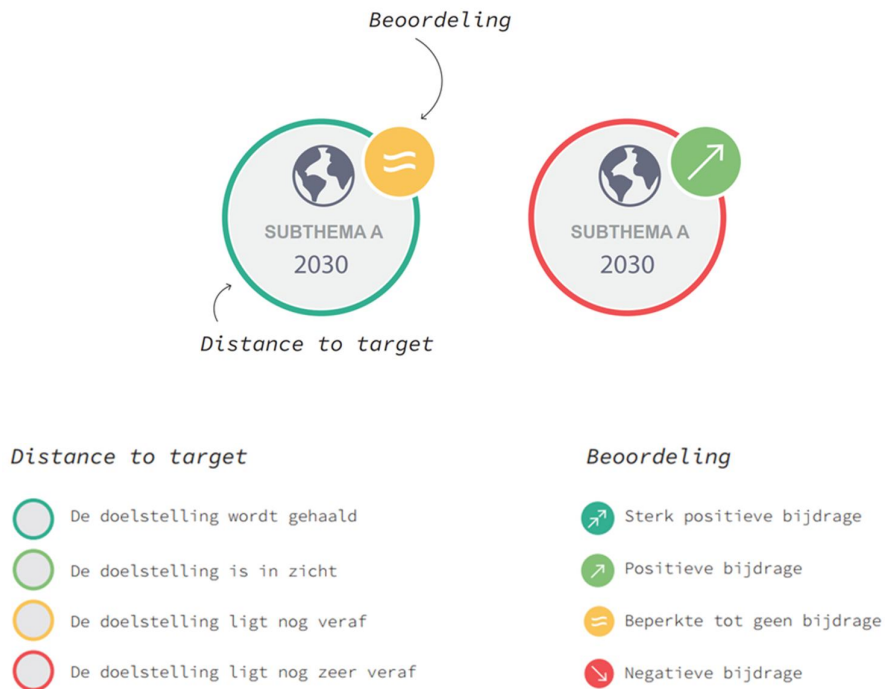 Beoordeling
SUBTHEMA A
2030
SUBTHEMA A
2030
Distance to target
Distance to target
De doelstelling wordt gehaald
De doelstelling is in zicht
De doelstelling ligt nog veraf
De doelstelling ligt nog zeer veraf
Beoordeling
Sterk positieve bijdrage
Positieve bijdrage
Beperkte tot geen bijdrage
Negatieve bijdrage